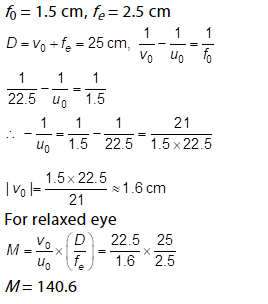 f₀ = 1.5 cm, fₑ = 2.5 cm
D = v₀ + fₑ = 25 cm, 1/v₀ − 1/u₀ = 1/f₀
1/22.5 − 1/u₀ = 1/1.5
∴ − 1/u₀ = 1/1.5 − 1/22.5 = 21/(1.5×22.5)
|v₀|= (1.5×22.5)/21 ≈ 1.6 cm
For relaxed eye
M = v₀/u₀ × (D/fₑ) = 22.5/1.6 × 25/2.5
M = 140.6